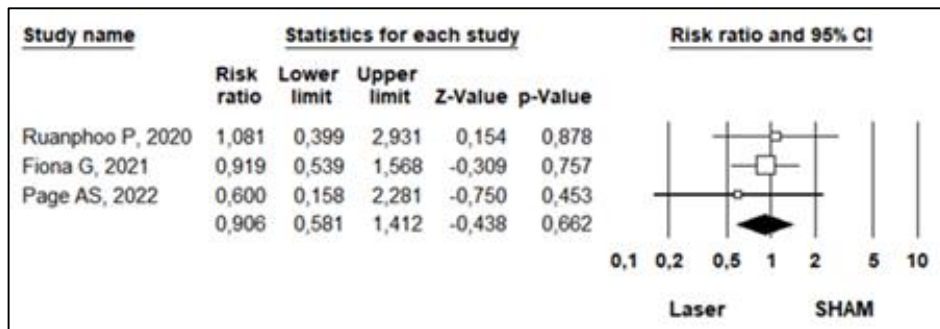 Study name Statistics for each study Risk ratio and 95% CI
Risk Lower Upper
ratio limit limit Z-Value p-Value
Ruanphoo P, 2020 1,081 0,399 2,931 0,154 0,878
Fiona G, 2021 0,919 0,539 1,568 -0,309 0,757
Page AS, 2022 0,600 0,158 2,281 -0,750 0,453
0,906 0,581 1,412 -0,438 0,662
0,1 0,2 0,5 1 2 5 10
Laser SHAM